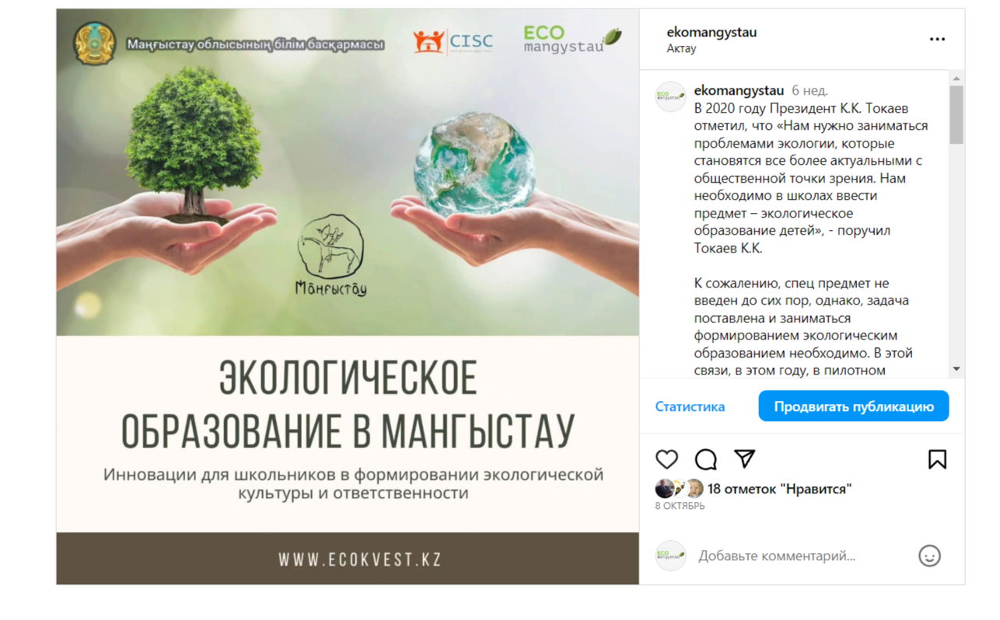 Маңғыстау облысының білім басқармасы
CISC
ECO
mangystau
Маңғыстау
ЭКОЛОГИЧЕСКОЕ
ОБРАЗОВАНИЕ В МАНГЫСТАУ
Инновации для школьников в формировании экологической
культуры и ответственности
WWW.ECOKVEST.KZ
ekomangystau
Актау
ekomangystau 6 нед.
В 2020 году Президент К.К. Токаев
отметил, что «Нам нужно заниматься
проблемами экологии, которые
становятся все более актуальными с
общественной точки зрения. Нам
необходимо в школах ввести
предмет – экологическое
образование детей», - поручил
Токаев К.К.
К сожалению, спец предмет не
введен до сих пор, однако, задача
поставлена и заниматься
формированием экологическим
образованием необходимо. В этой
связи, в этом году, в пилотном
Статистика
Продвигать публикацию
18 отметок "Нравится"
8 ОКТЯБРЬ
Добавьте комментарий...